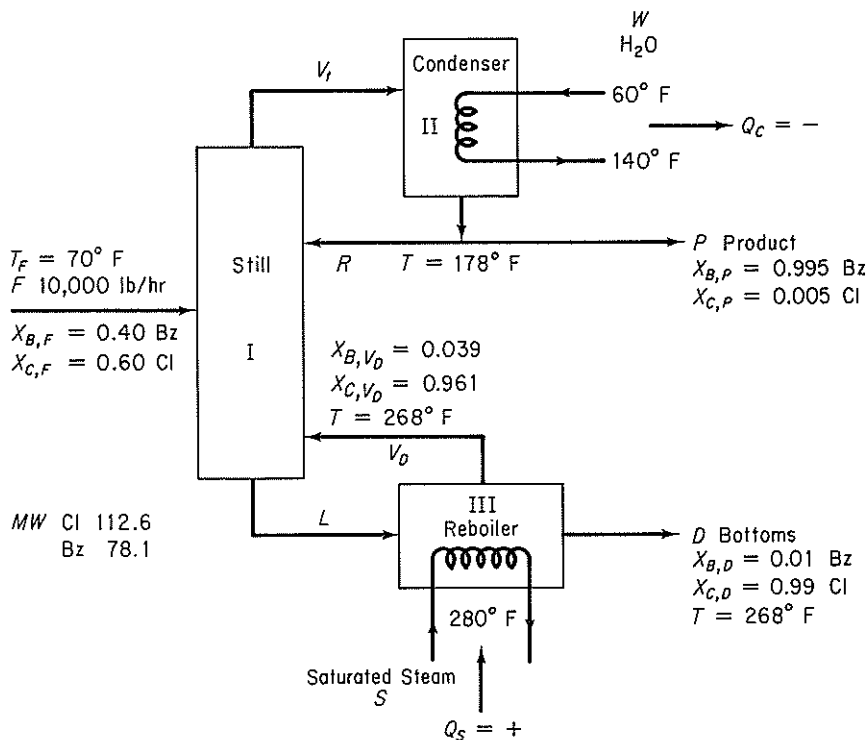 W
H₂O
Vₜ
Condenser
II
60° F
140° F
Q_C = −
T_F = 70° F
F 10,000 lb/hr
X_B,F = 0.40 Bz
X_C,F = 0.60 Cl
Still
I
R
T = 178° F
P Product
X_B,P = 0.995 Bz
X_C,P = 0.005 Cl
X_B,V_D = 0.039
X_C,V_D = 0.961
T = 268° F
V_D
MW Cl 112.6
Bz 78.1
L
III
Reboiler
280° F
D Bottoms
X_B,D = 0.01 Bz
X_C,D = 0.99 Cl
T = 268° F
Saturated Steam
S
Q_S = +